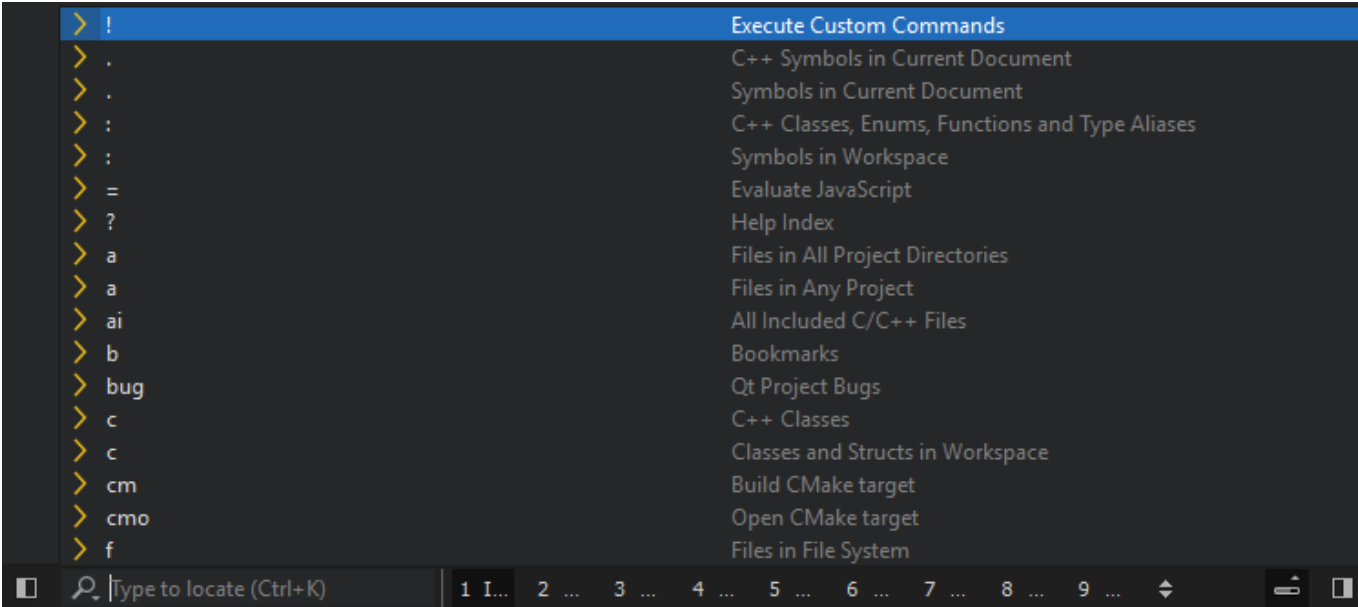 ! Execute Custom Commands
. C++ Symbols in Current Document
. Symbols in Current Document
: C++ Classes, Enums, Functions and Type Aliases
: Symbols in Workspace
= Evaluate JavaScript
? Help Index
a Files in All Project Directories
a Files in Any Project
ai All Included C/C++ Files
b Bookmarks
bug Qt Project Bugs
c C++ Classes
c Classes and Structs in Workspace
cm Build CMake target
cmo Open CMake target
f Files in File System
Type to locate (Ctrl+K) 1 I... 2 ... 3 ... 4 ... 5 ... 6 ... 7 ... 8 ... 9 ...